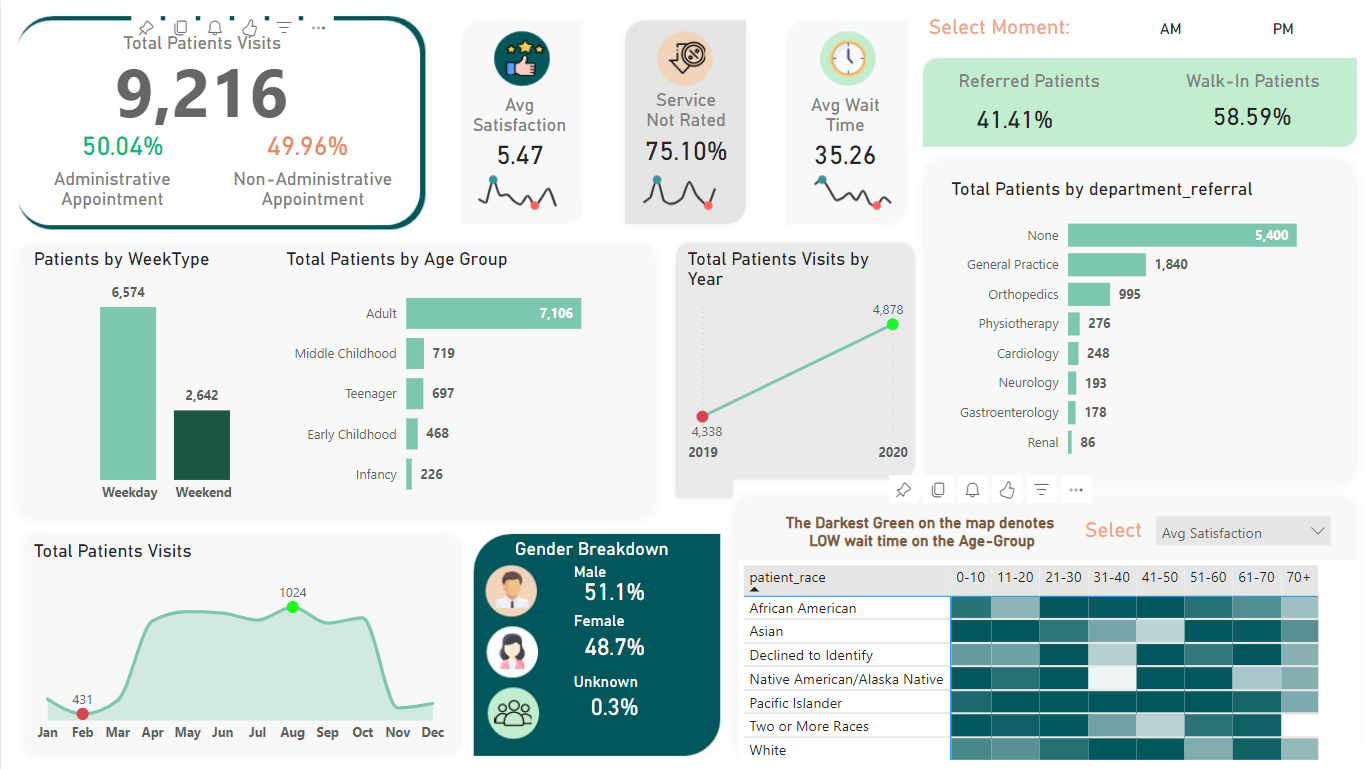 Total Patients Visits
9,216
50.04%
49.96%
Administrative
Appointment
Non-Administrative
Appointment
Avg
Satisfaction
5.47
Service
Not Rated
75.10%
Avg Wait
Time
35.26
Select Moment:
AM
PM
Referred Patients
Walk-In Patients
41.41%
58.59%
Patients by WeekType
6,574
2,642
Weekday
Weekend
Total Patients by Age Group
Adult
7,106
Middle Childhood
719
Teenager
697
Early Childhood
468
Infancy
226
Total Patients Visits by
Year
4,878
4,338
2019
2020
Total Patients by department_referral
None
5,400
General Practice
1,840
Orthopedics
995
Physiotherapy
276
Cardiology
248
Neurology
193
Gastroenterology
178
Renal
86
Total Patients Visits
1024
431
Jan
Feb
Mar
Apr
May
Jun
Jul
Aug
Sep
Oct
Nov
Dec
Gender Breakdown
Male
51.1%
Female
48.7%
Unknown
0.3%
The Darkest Green on the map denotes
LOW wait time on the Age-Group
Select
Avg Satisfaction
patient_race
0-10
11-20
21-30
31-40
41-50
51-60
61-70
70+
African American
Asian
Declined to Identify
Native American/Alaska Native
Pacific Islander
Two or More Races
White